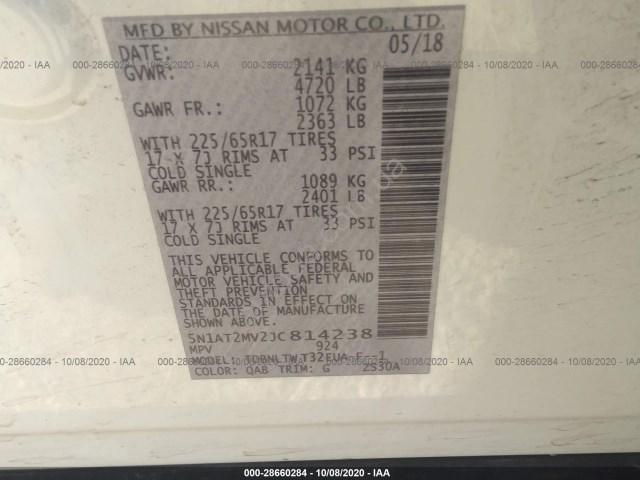 MFD BY NISSAN MOTOR CO., LTD.
DATE: 05/18
GVWR: 2141 KG
4720 LB
GAWR FR.: 1072 KG
2363 LB
WITH 225/65R17 TIRES
17 X 7J RIMS AT 33 PSI
COLD SINGLE
GAWR RR.: 1089 KG
2401 LB
WITH 225/65R17 TIRES
17 X 7J RIMS AT 33 PSI
COLD SINGLE
THIS VEHICLE CONFORMS TO
ALL APPLICABLE FEDERAL
MOTOR VEHICLE SAFETY AND
THEFT PREVENTION
STANDARDS IN EFFECT ON
THE DATE OF MANUFACTURE
SHOWN ABOVE.
5N1AT2MV2JC814238
MPV 924
MODEL:
COLOR: QAB TRIM: G ZS30A
000-28660284 - 10/08/2020 - IAA